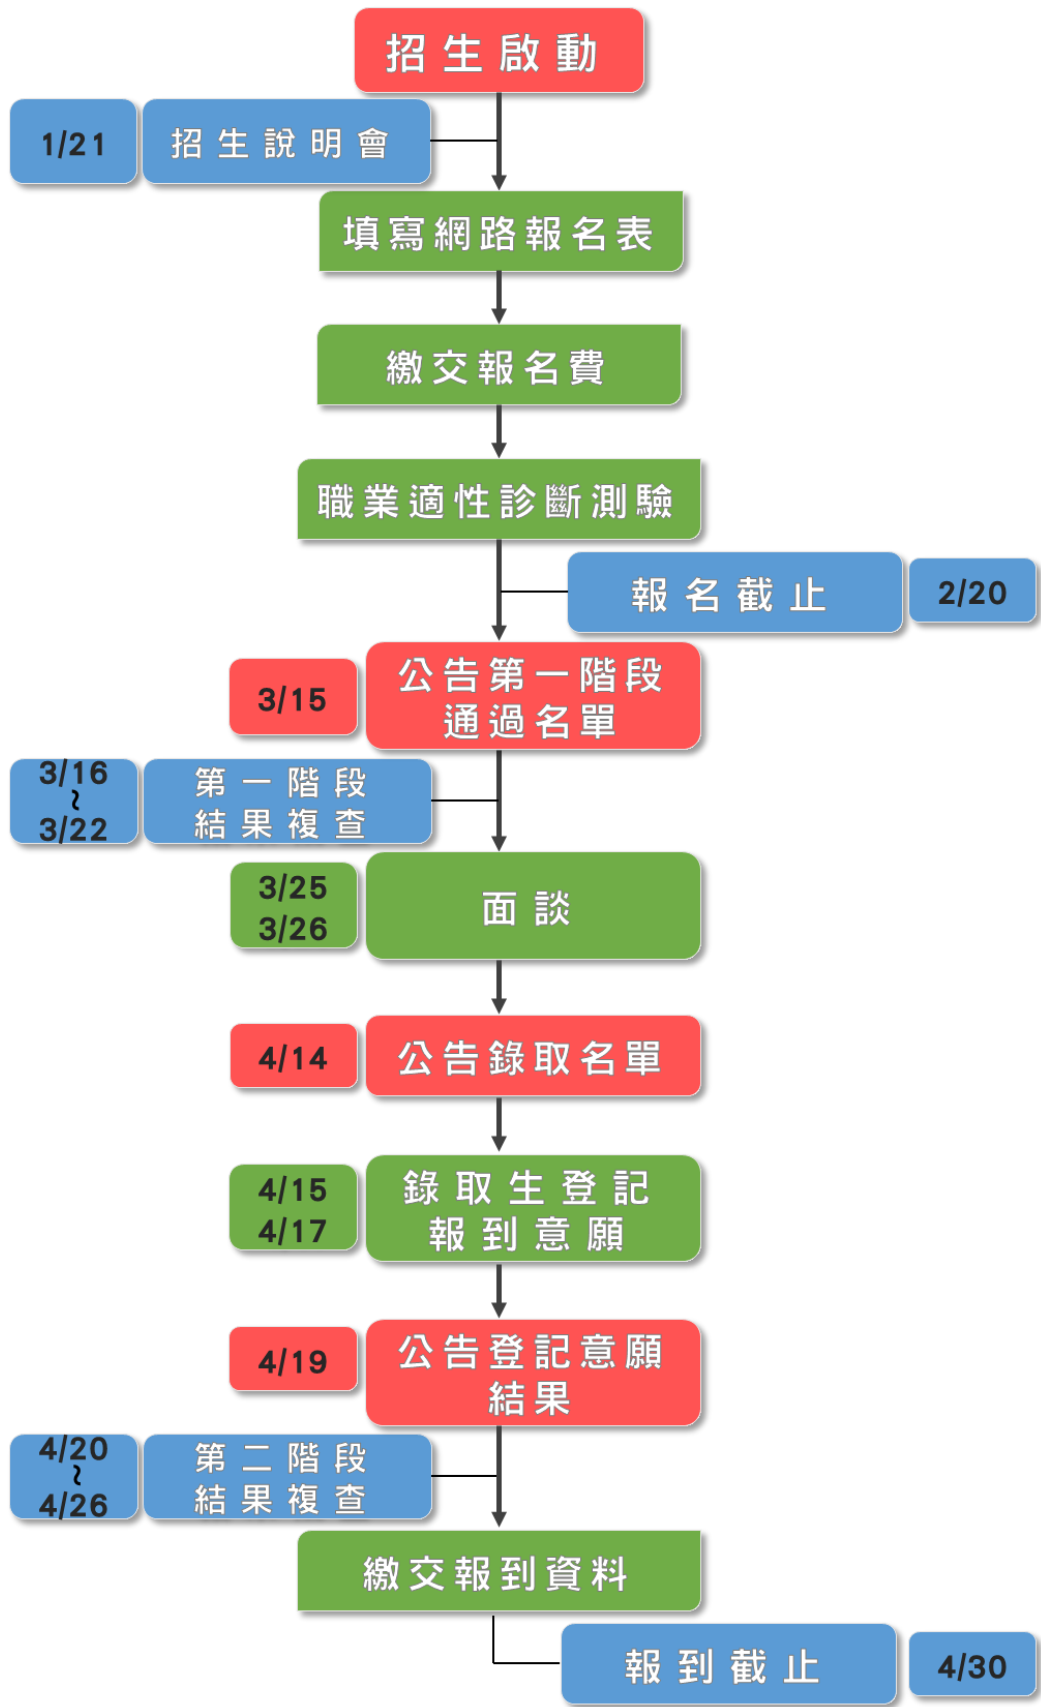 招生啟動
1/21
招生說明會
填寫網路報名表
繳交報名費
職業適性診斷測驗
報名截止
2/20
3/15
公告第一階段
通過名單
3/16
~
3/22
第一階段
結果複查
3/25
3/26
面談
4/14
公告錄取名單
4/15
4/17
錄取生登記
報到意願
4/19
公告登記意願
結果
4/20
~
4/26
第二階段
結果複查
繳交報到資料
報到截止
4/30